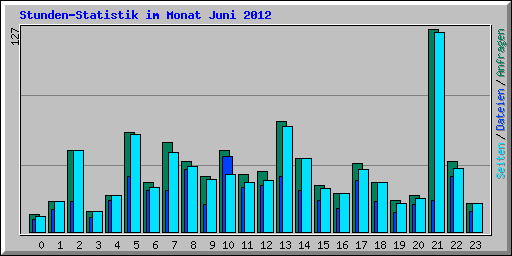 Stunden-Statistik im Monat Juni 2012
127
Seiten / Dateien / Anfragen
0 1 2 3 4 5 6 7 8 9 10 11 12 13 14 15 16 17 18 19 20 21 22 23